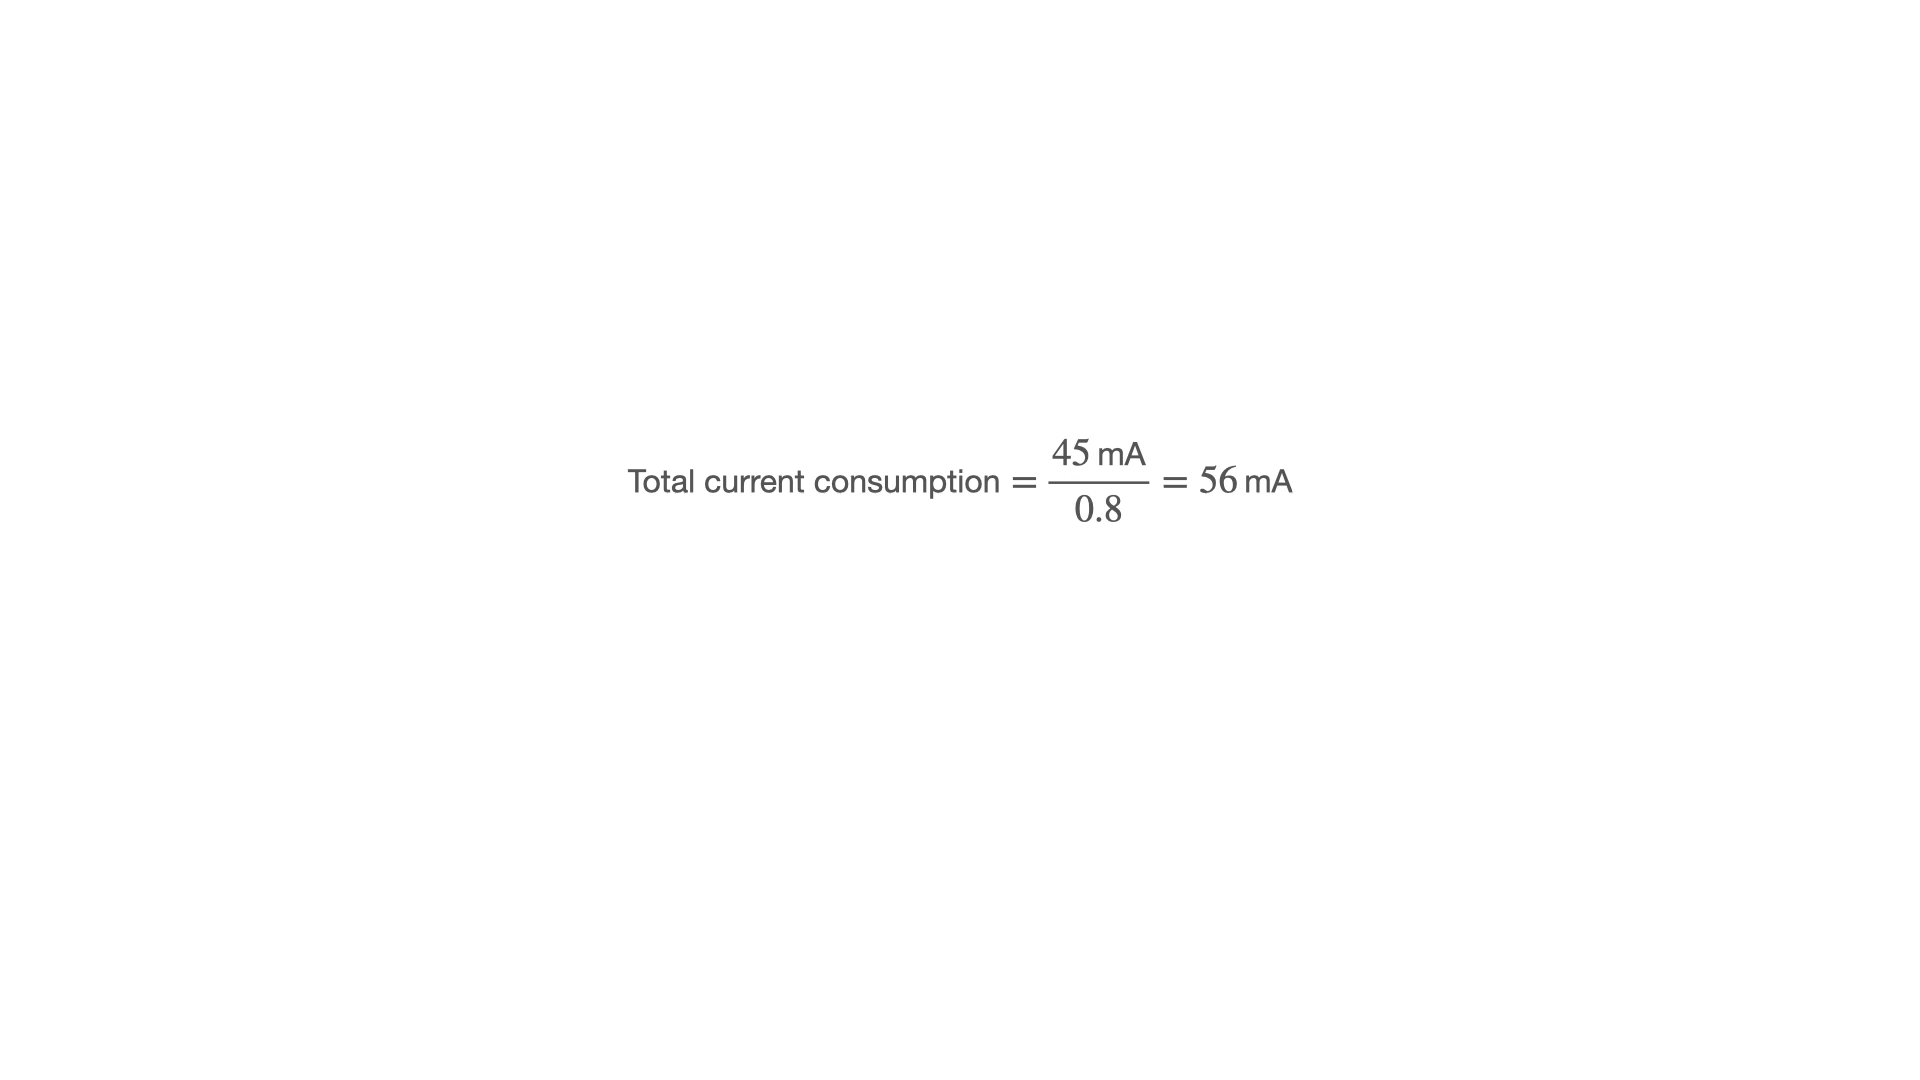 Total current consumption = 45 mA / 0.8 = 56 mA